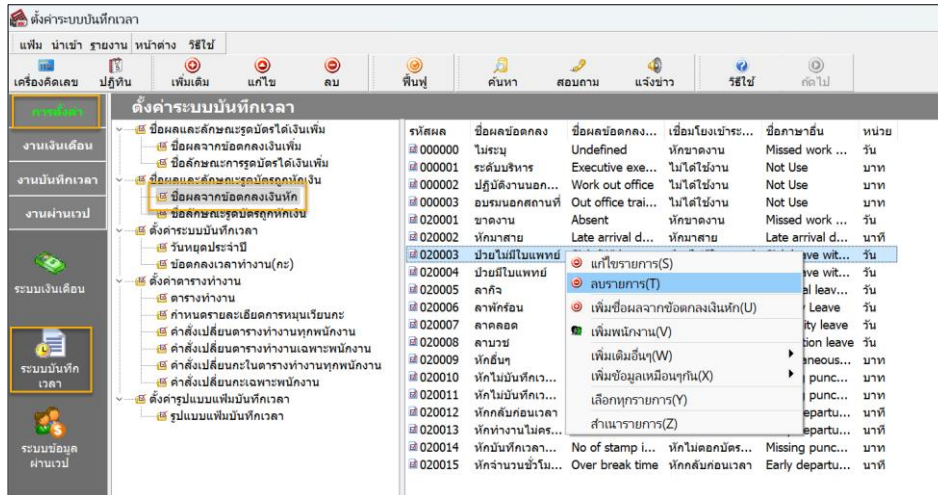 ตั้งค่าระบบบันทึกเวลา
แฟ้ม นำเข้า รายงาน หน้าต่าง วิธีใช้
เครื่องคิดเลข ปฏิทิน เพิ่มเติม แก้ไข ลบ ฟื้นฟู ค้นหา สอบถาม แจ้งข่าว วิธีใช้ ถัดไป
การตั้งค่า
งานเงินเดือน
งานบันทึกเวลา
งานผ่านเวป
ระบบเงินเดือน
ระบบบันทึก
เวลา
ระบบข้อมูล
ผ่านเวป
ตั้งค่าระบบบันทึกเวลา
ชื่อผลและลักษณะรูดบัตรได้เงินเพิ่ม
ชื่อผลจากข้อตกลงเงินเพิ่ม
ชื่อลักษณะการรูดบัตรได้เงินเพิ่ม
ชื่อผลและลักษณะรูดบัตรถูกหักเงิน
ชื่อผลจากข้อตกลงเงินหัก
ชื่อลักษณะรูดบัตรถูกหักเงิน
ตั้งค่าระบบบันทึกเวลา
วันหยุดประจำปี
ข้อตกลงเวลาทำงาน(กะ)
ตั้งค่าตารางทำงาน
ตารางทำงาน
กำหนดรายละเอียดการหมุนเวียนกะ
คำสั่งเปลี่ยนตารางทำงานทุกพนักงาน
คำสั่งเปลี่ยนตารางทำงานเฉพาะพนักงาน
คำสั่งเปลี่ยนกะในตารางทำงานทุกพนักงาน
คำสั่งเปลี่ยนกะเฉพาะพนักงาน
ตั้งค่ารูปแบบแฟ้มบันทึกเวลา
รูปแบบแฟ้มบันทึกเวลา
รหัสผล ชื่อผลข้อตกลง ชื่อผลข้อตกลง... เชื่อมโยงเข้าระ... ชื่อภาษาอื่น หน่วย
000000 ไม่ระบุ Undefined หักขาดงาน Missed work ... วัน
000001 ระดับบริหาร Executive exe... ไม่ได้ใช้งาน Not Use บาท
000002 ปฏิบัติงานนอก... Work out office ไม่ได้ใช้งาน Not Use บาท
000003 อบรมนอกสถานที่ Out office trai... ไม่ได้ใช้งาน Not Use บาท
020001 ขาดงาน Absent หักขาดงาน Missed work ... วัน
020002 หักมาสาย Late arrival d... หักมาสาย Late arrival d... นาที
020003 ป่วยไม่มีใบแพทย์ ave wit... วัน
020004 ป่วยมีใบแพทย์ ave wit... วัน
020005 ลากิจ al leav... วัน
020006 ลาพักร้อน Leave วัน
020007 ลาคลอด ity leave วัน
020008 ลาบวช tion leave วัน
020009 หักอื่นๆ aneous... บาท
020010 หักไม่บันทึกเว... punc... บาท
020011 หักไม่บันทึกเว... punc... บาท
020012 หักกลับก่อนเวลา epartu... นาที
020013 หักทำงานไม่คร... epartu... นาที
020014 หักบันทึกเวลา... No of stamp i... หักไม่ตอกบัตร... Missing punc... บาท
020015 หักจำนวนชั่วโม... Over break time หักกลับก่อนเวลา Early departu... นาที
แก้ไขรายการ(S)
ลบรายการ(T)
เพิ่มชื่อผลจากข้อตกลงเงินหัก(U)
เพิ่มพนักงาน(V)
เพิ่มเติมอื่นๆ(W)
เพิ่มข้อมูลเหมือนๆกัน(X)
เลือกทุกรายการ(Y)
สำเนารายการ(Z)